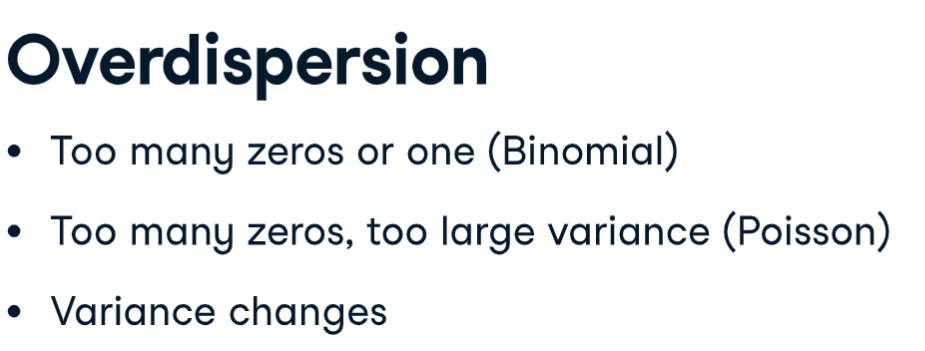 Overdispersion
• Too many zeros or one (Binomial)
• Too many zeros, too large variance (Poisson)
• Variance changes